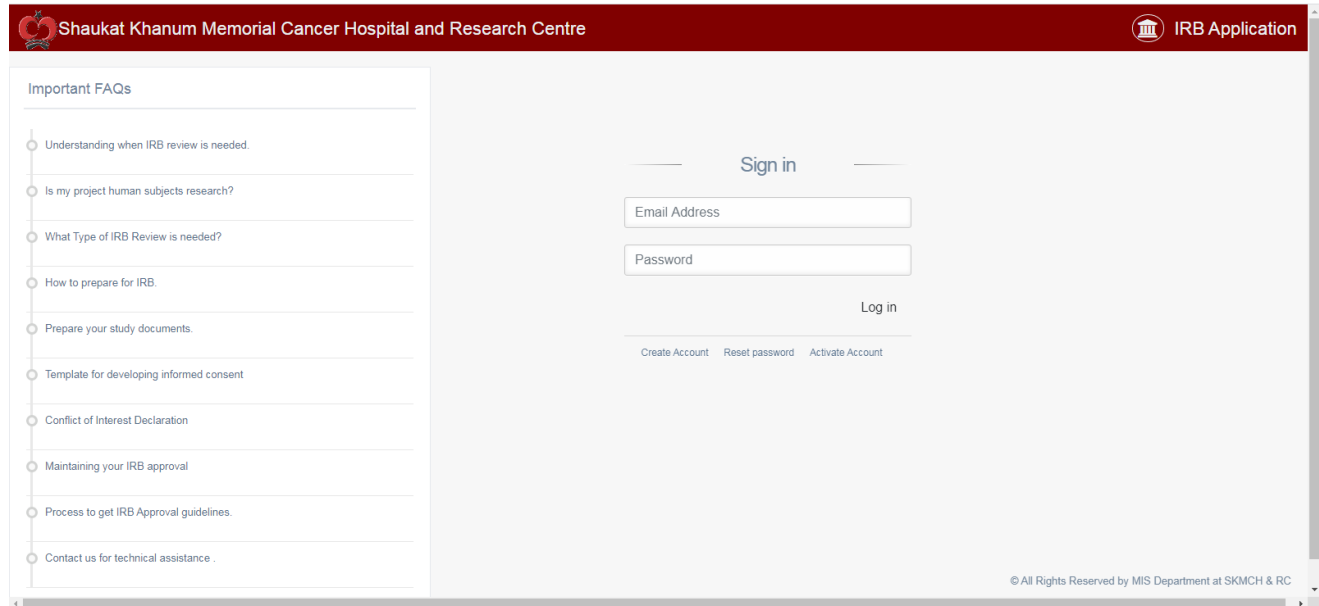 Shaukat Khanum Memorial Cancer Hospital and Research Centre
IRB Application
Important FAQs
Understanding when IRB review is needed.
Is my project human subjects research?
What Type of IRB Review is needed?
How to prepare for IRB.
Prepare your study documents.
Template for developing informed consent
Conflict of Interest Declaration
Maintaining your IRB approval
Process to get IRB Approval guidelines.
Contact us for technical assistance .
Sign in
Email Address
Password
Log in
Create Account Reset password Activate Account
© All Rights Reserved by MIS Department at SKMCH & RC